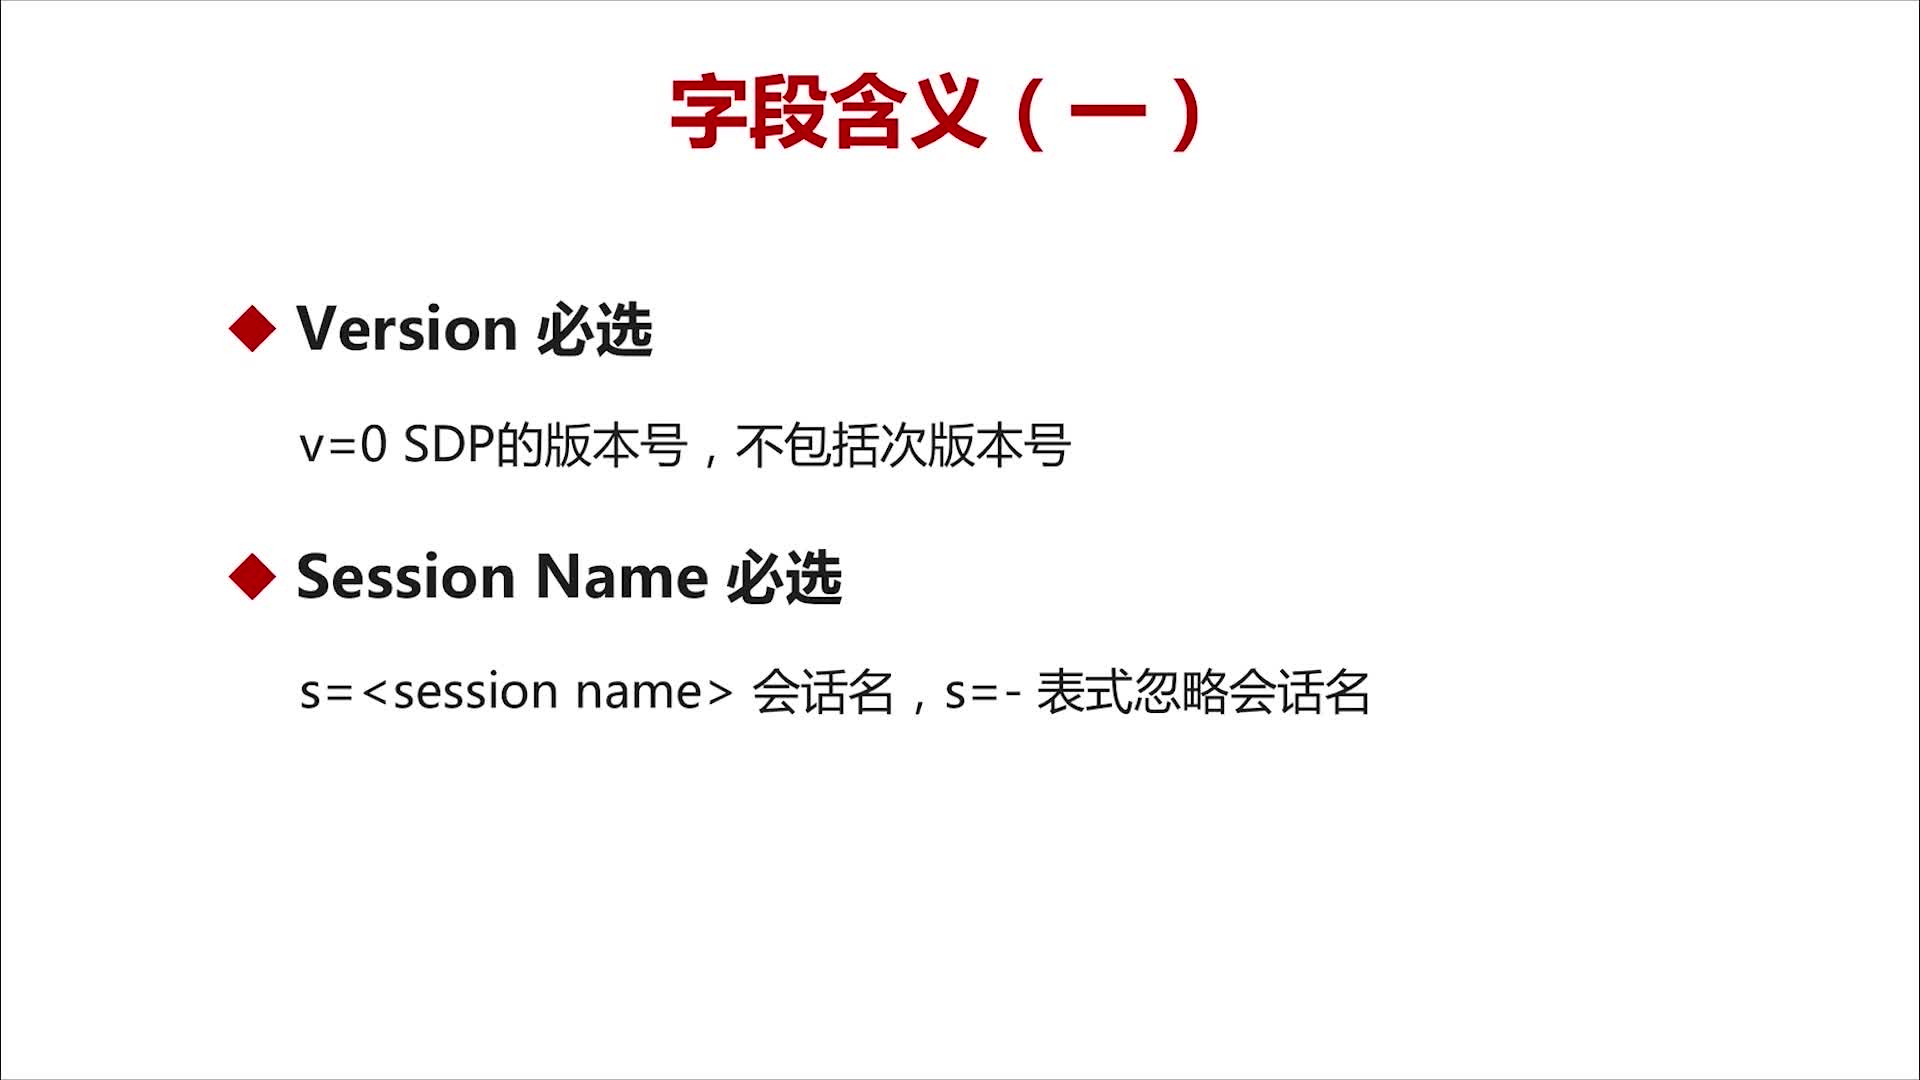 字段含义（一）
Version 必选
v=0 SDP的版本号，不包括次版本号
Session Name 必选
s=<session name> 会话名，s=- 表式忽略会话名